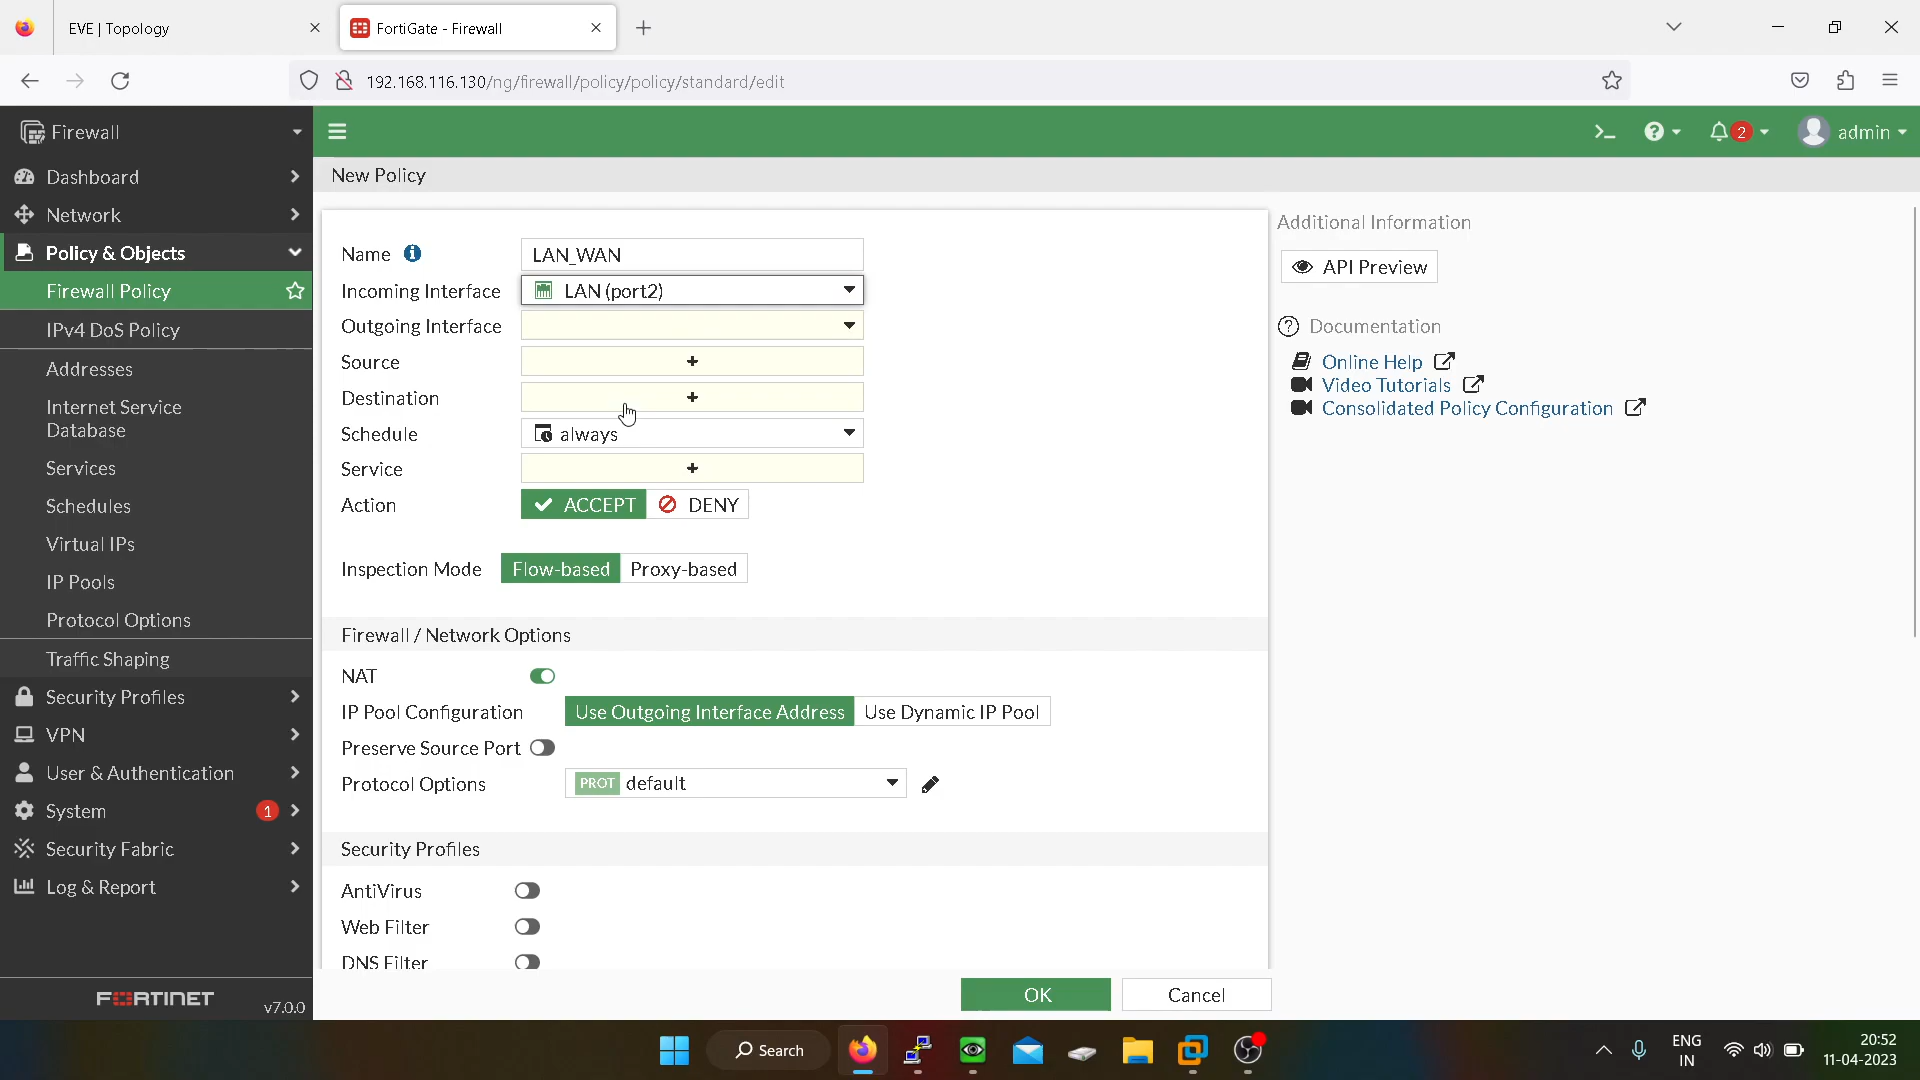 EVE | Topology
FortiGate - Firewall
192.168.116.130/ng/firewall/policy/policy/standard/edit
Firewall
2
admin
Dashboard
Network
Policy & Objects
Firewall Policy
IPv4 DoS Policy
Addresses
Internet Service
Database
Services
Schedules
Virtual IPs
IP Pools
Protocol Options
Traffic Shaping
Security Profiles
VPN
User & Authentication
System 1
Security Fabric
Log & Report
FORTINET v7.0.0
New Policy
Name LAN_WAN
Incoming Interface LAN (port2)
Outgoing Interface
Source
Destination
Schedule always
Service
Action ACCEPT DENY
Inspection Mode Flow-based Proxy-based
Firewall / Network Options
NAT
IP Pool Configuration Use Outgoing Interface Address Use Dynamic IP Pool
Preserve Source Port
Protocol Options PROT default
Security Profiles
AntiVirus
Web Filter
DNS Filter
OK Cancel
Additional Information
API Preview
Documentation
Online Help
Video Tutorials
Consolidated Policy Configuration
Search
ENG
IN
20:52
11-04-2023